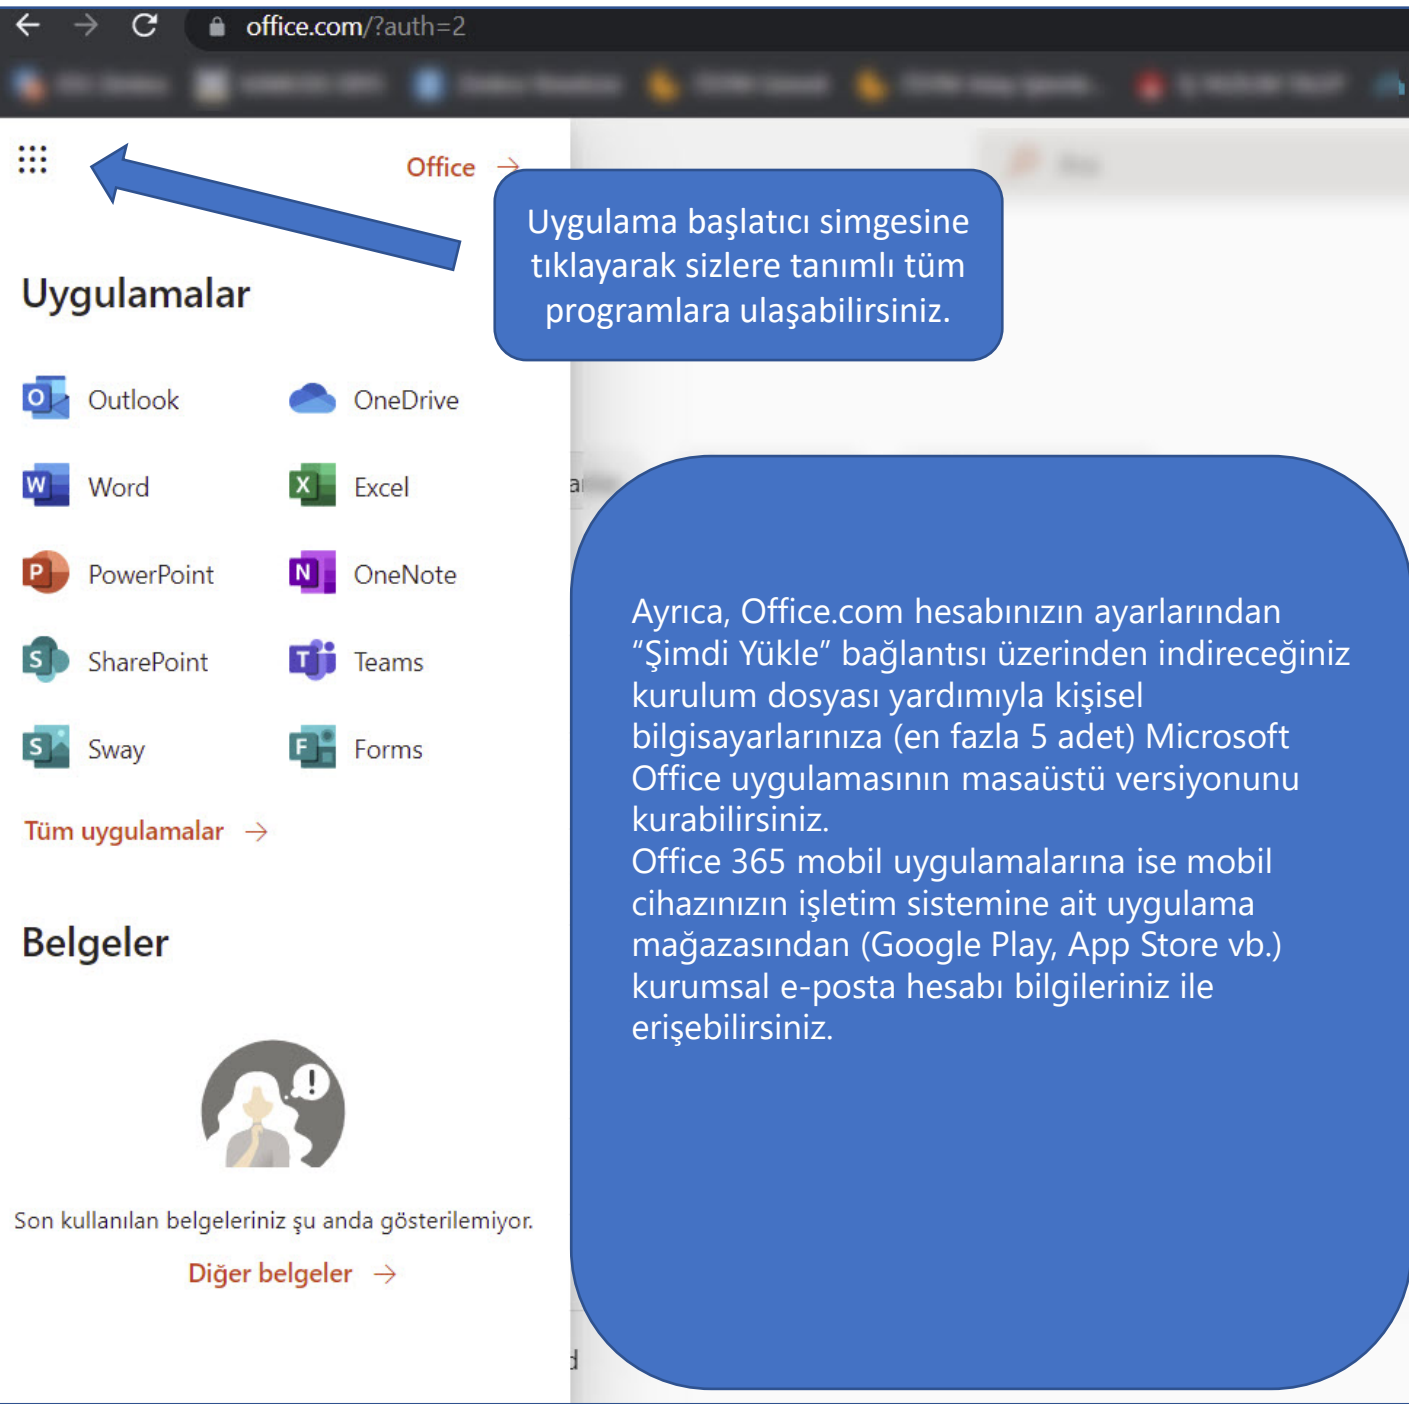 office.com/?auth=2
Office →
Uygulama başlatıcı simgesine
tıklayarak sizlere tanımlı tüm
programlara ulaşabilirsiniz.
Uygulamalar
Outlook
OneDrive
Word
Excel
PowerPoint
OneNote
SharePoint
Teams
Sway
Forms
Tüm uygulamalar →
Belgeler
Son kullanılan belgeleriniz şu anda gösterilemiyor.
Diğer belgeler →
Ayrıca, Office.com hesabınızın ayarlarından
“Şimdi Yükle” bağlantısı üzerinden indireceğiniz
kurulum dosyası yardımıyla kişisel
bilgisayarlarınıza (en fazla 5 adet) Microsoft
Office uygulamasının masaüstü versiyonunu
kurabilirsiniz.
Office 365 mobil uygulamalarına ise mobil
cihazınızın işletim sistemine ait uygulama
mağazasından (Google Play, App Store vb.)
kurumsal e-posta hesabı bilgileriniz ile
erişebilirsiniz.